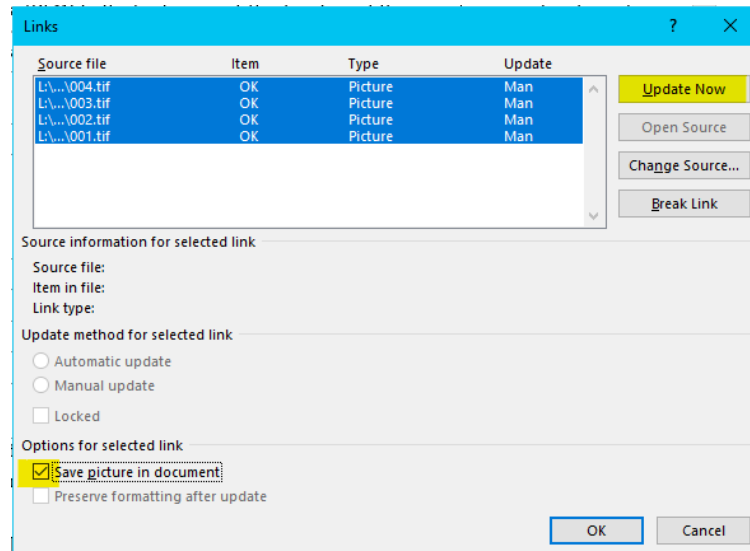 Links ?
Source file Item Type Update
L:\...\004.tif OK Picture Man
L:\...\003.tif OK Picture Man
L:\...\002.tif OK Picture Man
L:\...\001.tif OK Picture Man
Update Now
Open Source
Change Source...
Break Link
Source information for selected link
Source file:
Item in file:
Link type:
Update method for selected link
Automatic update
Manual update
Locked
Options for selected link
Save picture in document
Preserve formatting after update
OK Cancel